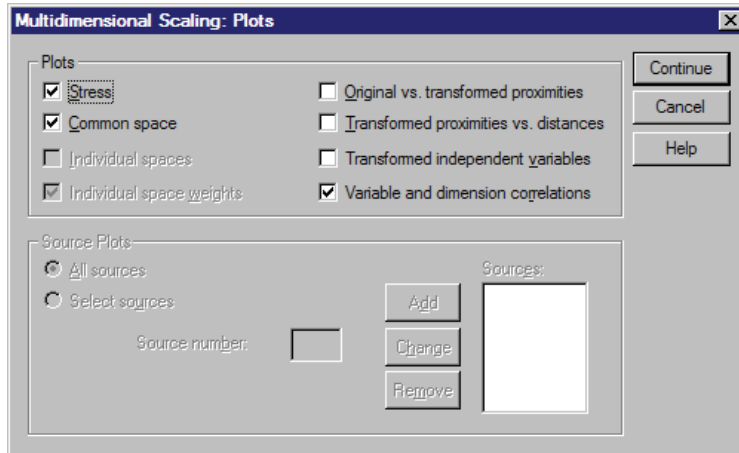 Multidimensional Scaling: Plots
Plots
Stress
Common space
Individual spaces
Individual space weights
Original vs. transformed proximities
Transformed proximities vs. distances
Transformed independent variables
Variable and dimension correlations
Continue
Cancel
Help
Source Plots
All sources
Select sources
Source number:
Add
Change
Remove
Sources: